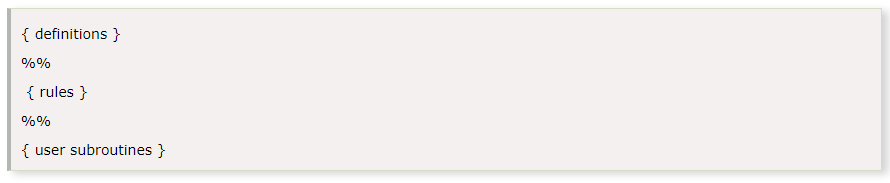 { definitions }
%%
{ rules }
%%
{ user subroutines }